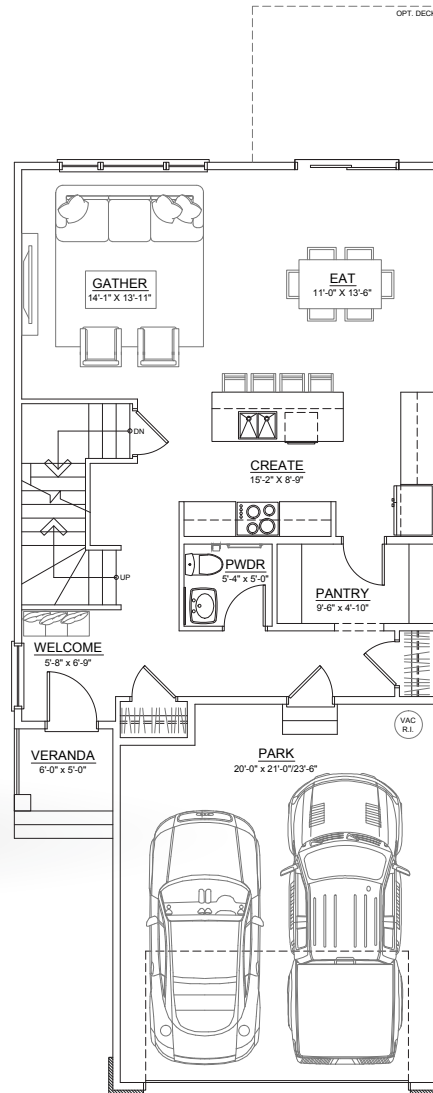 OPT. DECK
GATHER
14'-1" X 13'-11"
EAT
11'-0" X 13'-6"
DN
CREATE
15'-2" X 8'-9"
UP
PWDR
5'-4" x 5'-0"
PANTRY
9'-6" x 4'-10"
WELCOME
5'-8" x 6'-9"
VAC
R.I.
VERANDA
6'-0" x 5'-0"
PARK
20'-0" x 21'-0"/23'-6"